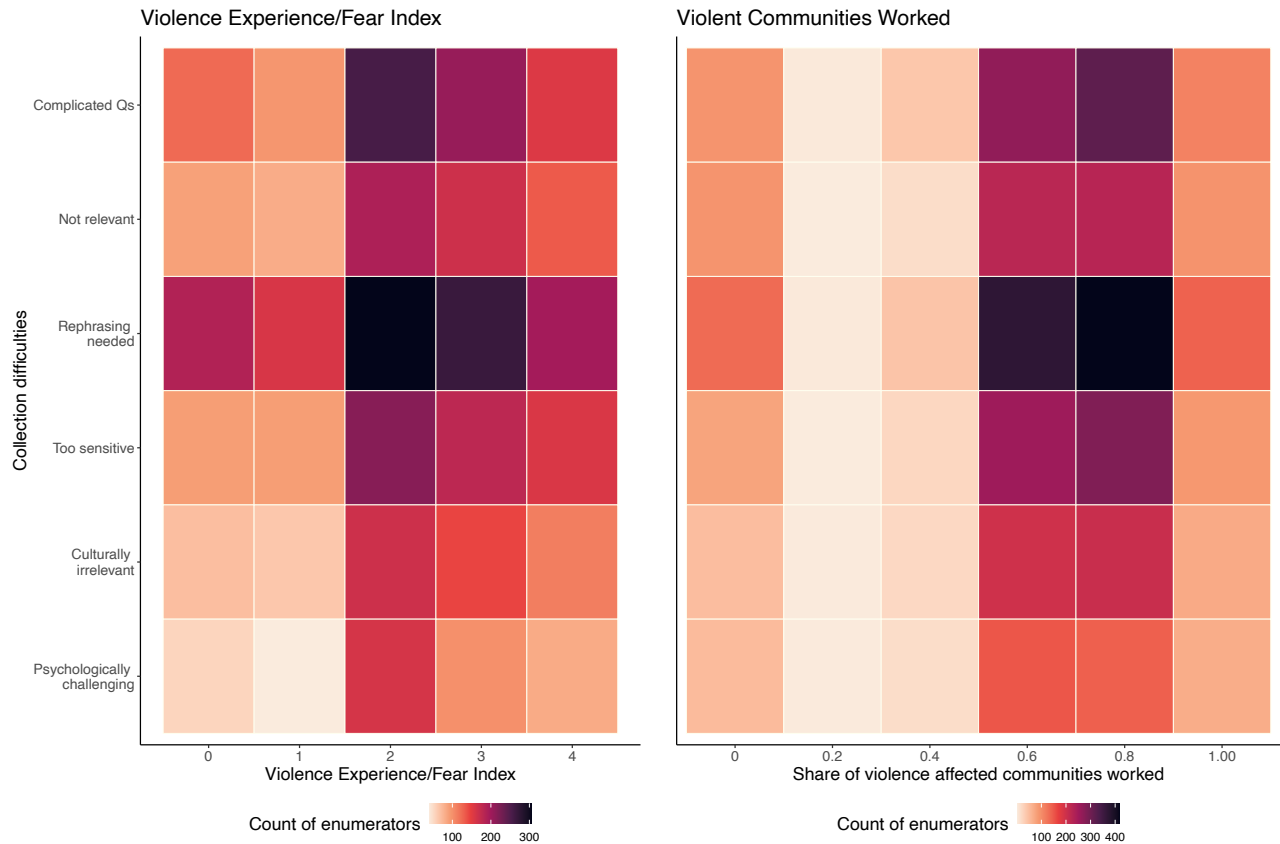 Violence Experience/Fear Index
Violent Communities Worked
Collection difficulties
Complicated Qs
Not relevant
Rephrasing
needed
Too sensitive
Culturally
irrelevant
Psychologically
challenging
0 1 2 3 4
Violence Experience/Fear Index
0 0.2 0.4 0.6 0.8 1.00
Share of violence affected communities worked
Count of enumerators
100 200 300
Count of enumerators
100 200 300 400